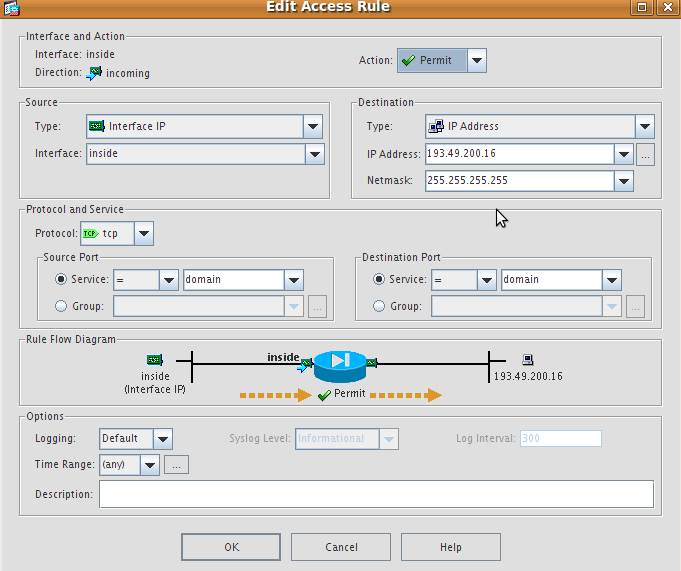 Edit Access Rule
Interface and Action
Interface: inside
Direction: incoming
Action: Permit
Source
Type: Interface IP
Interface: inside
Destination
Type: IP Address
IP Address: 193.49.200.16 ...
Netmask: 255.255.255.255
Protocol and Service
Protocol: TCP tcp
Source Port
Service: = domain
Group: ...
Destination Port
Service: = domain
Group: ...
Rule Flow Diagram
inside
inside
(Interface IP)
193.49.200.16
Permit
Options
Logging: Default Syslog Level: Informational Log Interval: 300
Time Range: (any) ...
Description:
OK Cancel Help